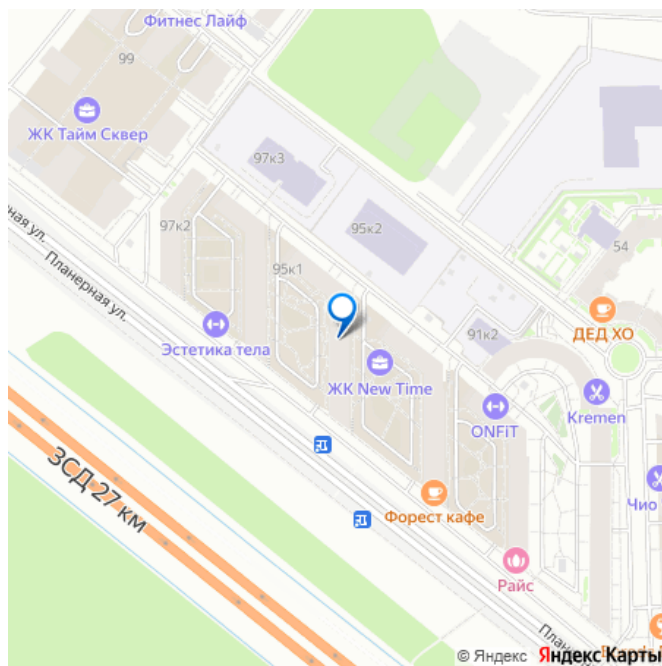 Фитнес Лайф
99
ЖК Тайм Сквер
97к3
97к2
95к2
54
95к1
Планерная ул.
ДЕД ХО
91к2
Эстетика тела
ЖК New Time
Kremen
ONFiT
ЗСД 27 км
Чио
Форест кафе
Райс
© Яндекс Яндекс Карты